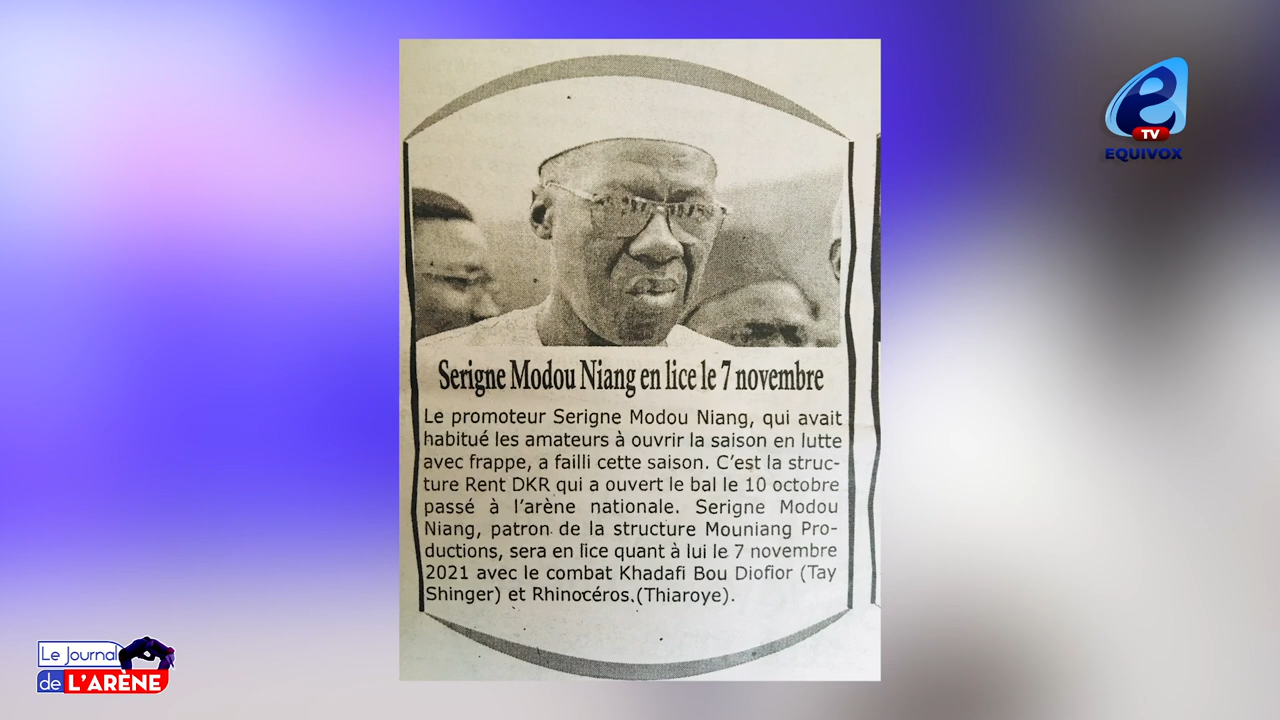 e
TV
EQUIVOX
Serigne Modou Niang en lice le 7 novembre
Le promoteur Serigne Modou Niang, qui avait
habitué les amateurs à ouvrir la saison en lutte
avec frappe, a failli cette saison. C'est la struc-
ture Rent DKR qui a ouvert le bal le 10 octobre
passé à l'arène nationale. Serigne Modou
Niang, patron de la structure Mouniang Pro-
ductions, sera en lice quant à lui le 7 novembre
2021 avec le combat Khadafi Bou Diofior (Tay
Shinger) et Rhinocéros.(Thiaroye).
Le Journal
de L'ARÈNE